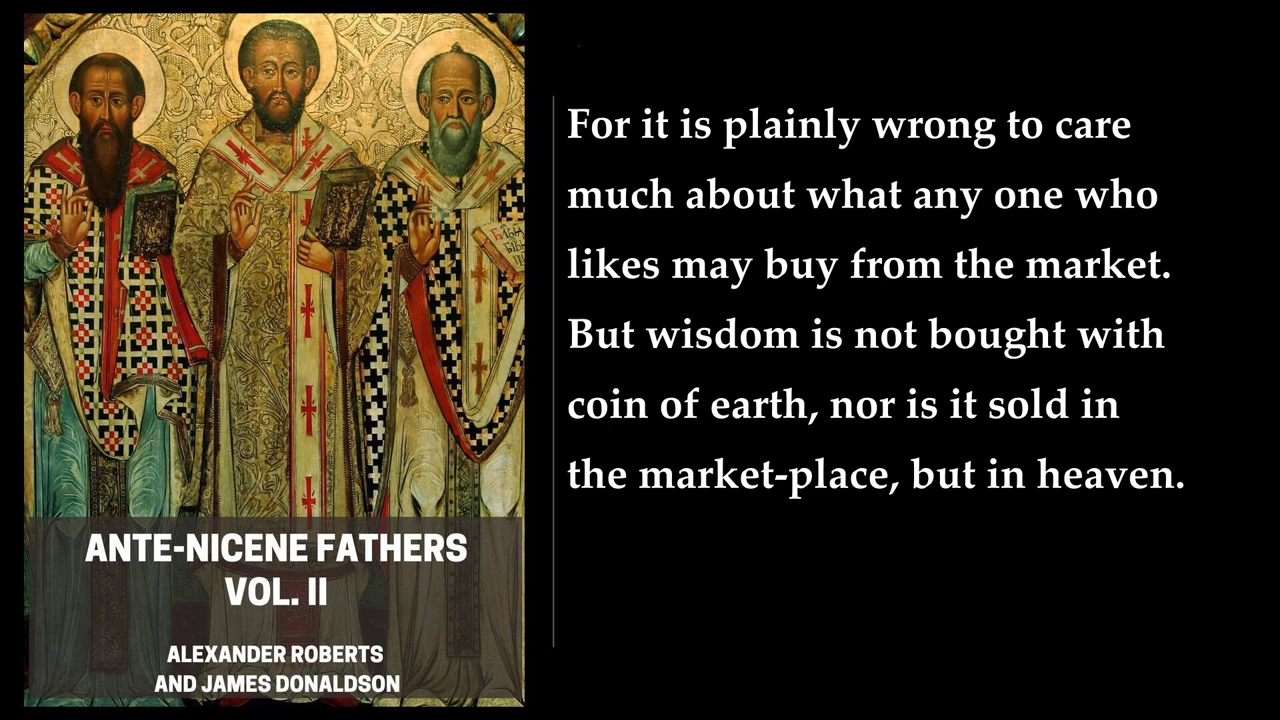 For it is plainly wrong to care
much about what any one who
likes may buy from the market.
But wisdom is not bought with
coin of earth, nor is it sold in
the market-place, but in heaven.
ANTE-NICENE FATHERS
VOL. II
ALEXANDER ROBERTS
AND JAMES DONALDSON